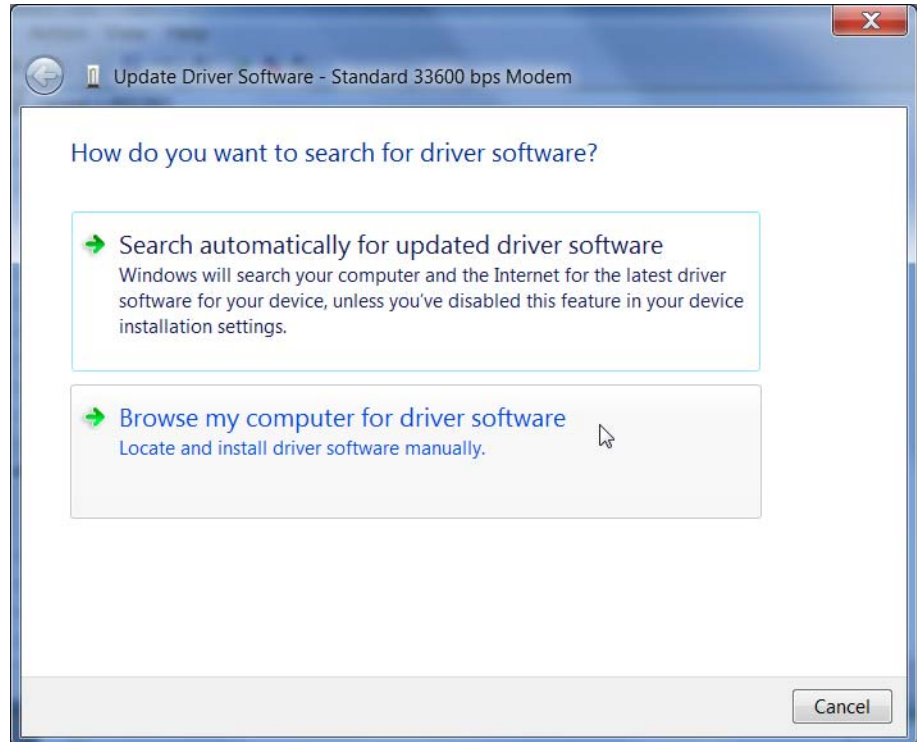 Update Driver Software - Standard 33600 bps Modem
How do you want to search for driver software?
Search automatically for updated driver software
Windows will search your computer and the Internet for the latest driver
software for your device, unless you've disabled this feature in your device
installation settings.
Browse my computer for driver software
Locate and install driver software manually.
Cancel